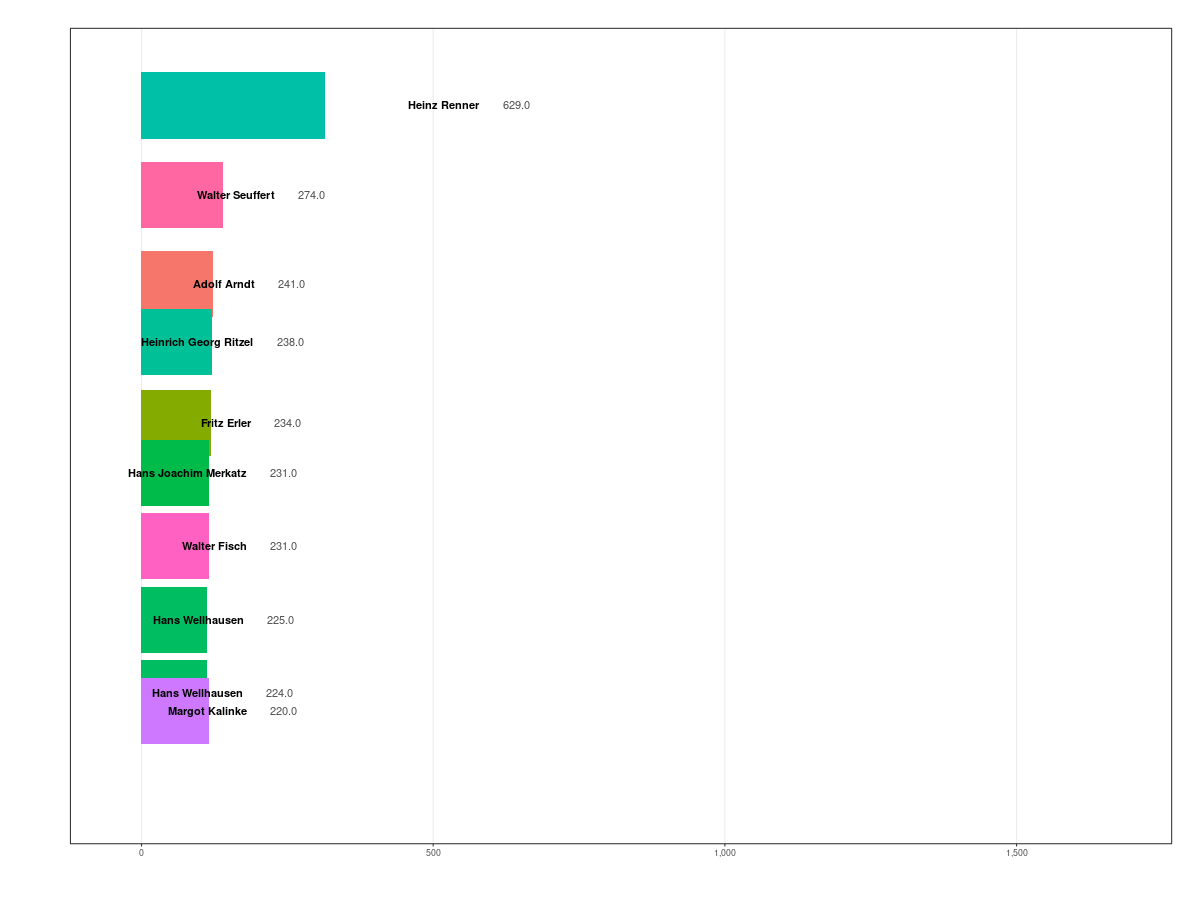 Heinz Renner 629.0
Walter Seuffert 274.0
Adolf Arndt 241.0
Heinrich Georg Ritzel 238.0
Fritz Erler 234.0
Hans Joachim Merkatz 231.0
Walter Fisch 231.0
Hans Wellhausen 225.0
Hans Wellhausen 224.0
Margot Kalinke 220.0
0 500 1,000 1,500